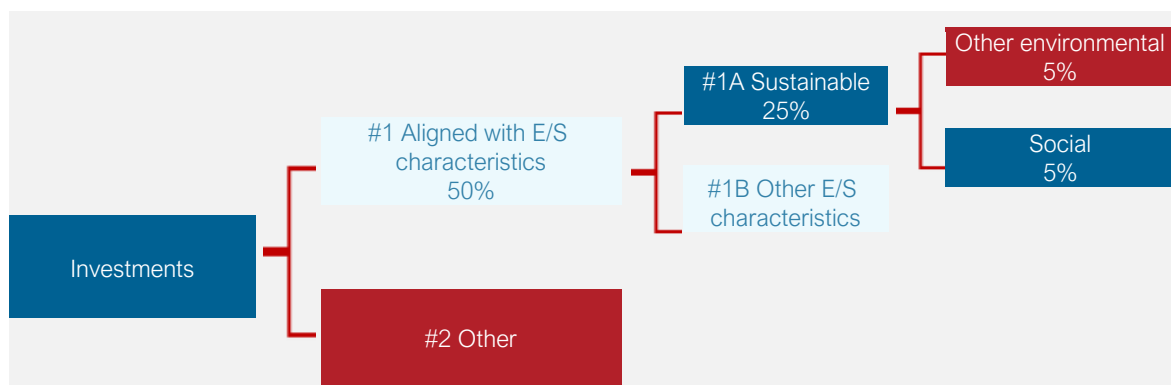 Investments
#1 Aligned with E/S
characteristics
50%
#2 Other
#1A Sustainable
25%
#1B Other E/S
characteristics
Other environmental
5%
Social
5%